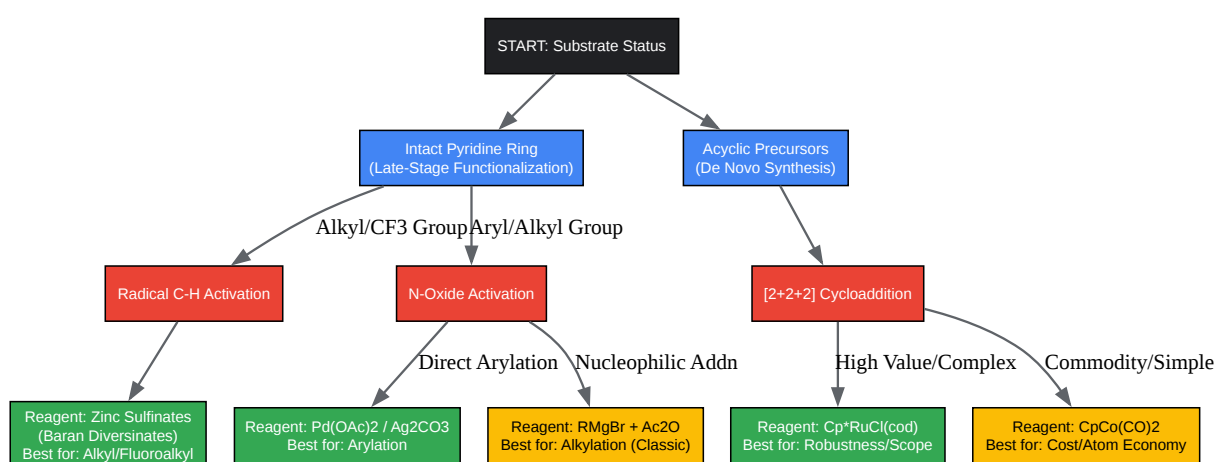 START: Substrate Status
Intact Pyridine Ring
(Late-Stage Functionalization)
Acyclic Precursors
(De Novo Synthesis)
Alkyl/CF3 Group
Aryl/Alkyl Group
Radical C-H Activation
N-Oxide Activation
[2+2+2] Cycloaddition
Direct Arylation
Nucleophilic Addn
High Value/Complex
Commodity/Simple
Reagent: Zinc Sulfinates
(Baran Diversinates)
Best for: Alkyl/Fluoroalkyl
Reagent: Pd(OAc)2 / Ag2CO3
Best for: Arylation
Reagent: RMgBr + Ac2O
Best for: Alkylation (Classic)
Reagent: Cp*RuCl(cod)
Best for: Robustness/Scope
Reagent: CpCo(CO)2
Best for: Cost/Atom Economy